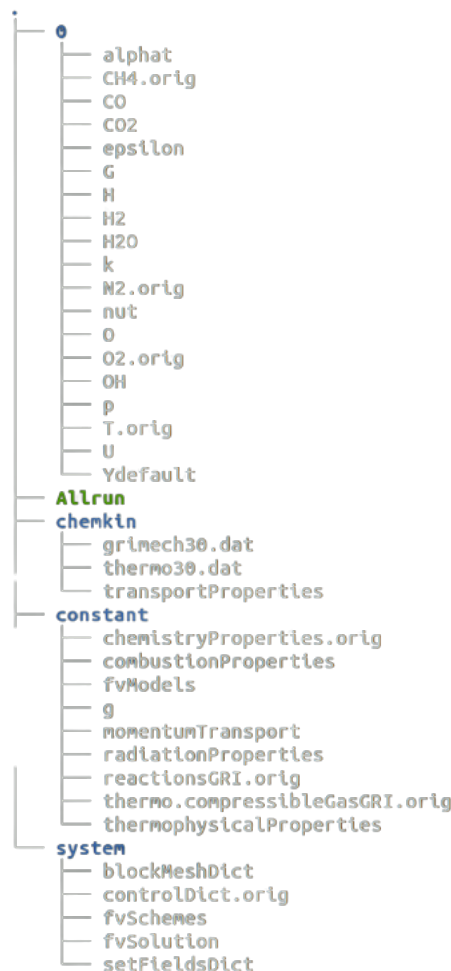 .
0
alphat
CH4.orig
CO
CO2
epsilon
G
H
H2
H2O
k
N2.orig
nut
O
O2.orig
OH
p
T.orig
U
Ydefault
Allrun
chemkin
grimech30.dat
thermo30.dat
transportProperties
constant
chemistryProperties.orig
combustionProperties
fvModels
g
momentumTransport
radiationProperties
reactionsGRI.orig
thermo.compressibleGasGRI.orig
thermophysicalProperties
system
blockMeshDict
controlDict.orig
fvSchemes
fvSolution
setFieldsDict